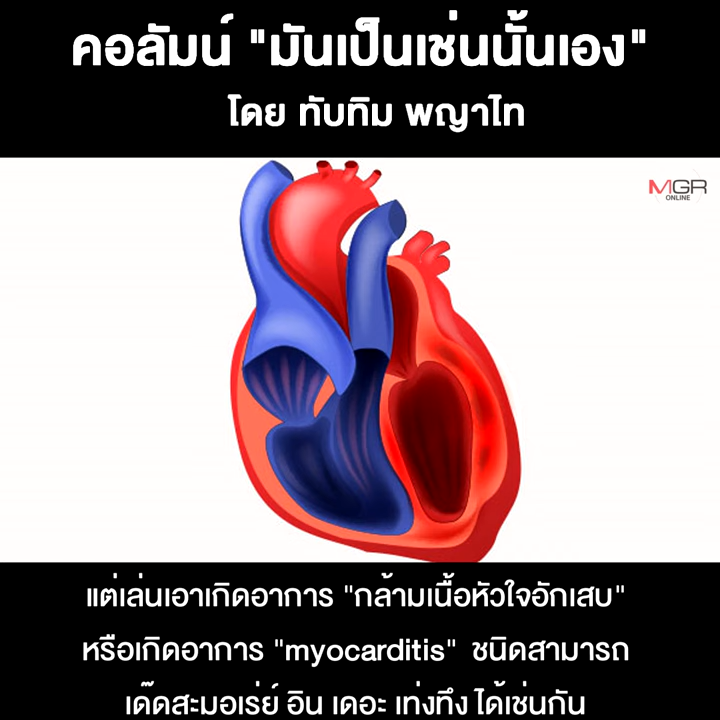 คอลัมน์ "มันเป็นเช่นนั้นเอง"
โดย ทับทิม พญาไท
MGR
ONLINE
แต่เล่นเอาเกิดอาการ "กล้ามเนื้อหัวใจอักเสบ"
หรือเกิดอาการ "myocarditis" ชนิดสามารถ
เด๊ดสะมอเร่ย์ อิน เดอะ เท่งทึง ได้เช่นกัน